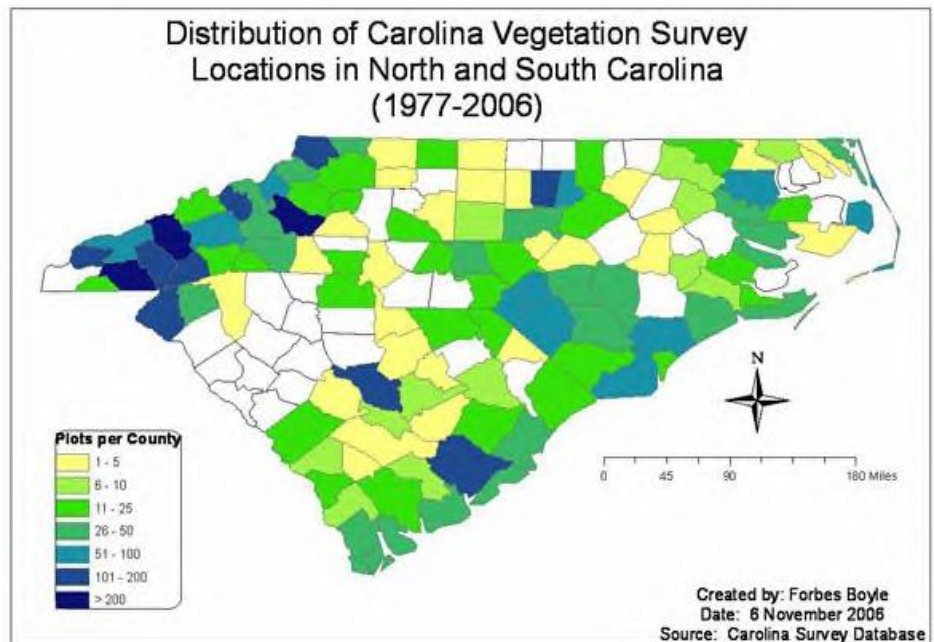 Distribution of Carolina Vegetation Survey
Locations in North and South Carolina
(1977-2006)
Plots per County
1 - 5
6 - 10
11 - 25
26 - 50
51 - 100
101 - 200
> 200
N
0 45 90 180 Miles
Created by: Forbes Boyle
Date: 6 November 2006
Source: Carolina Survey Database